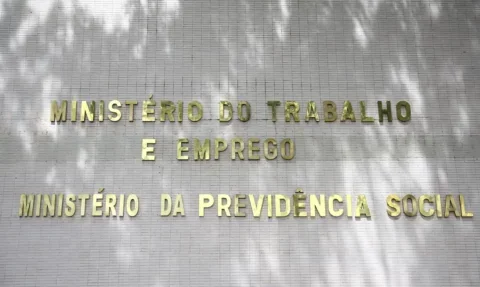 MINISTÉRIO DO TRABALHO
E EMPREGO
MINISTÉRIO DA PREVIDÊNCIA SOCIAL